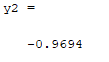 y2 =
-0.9694